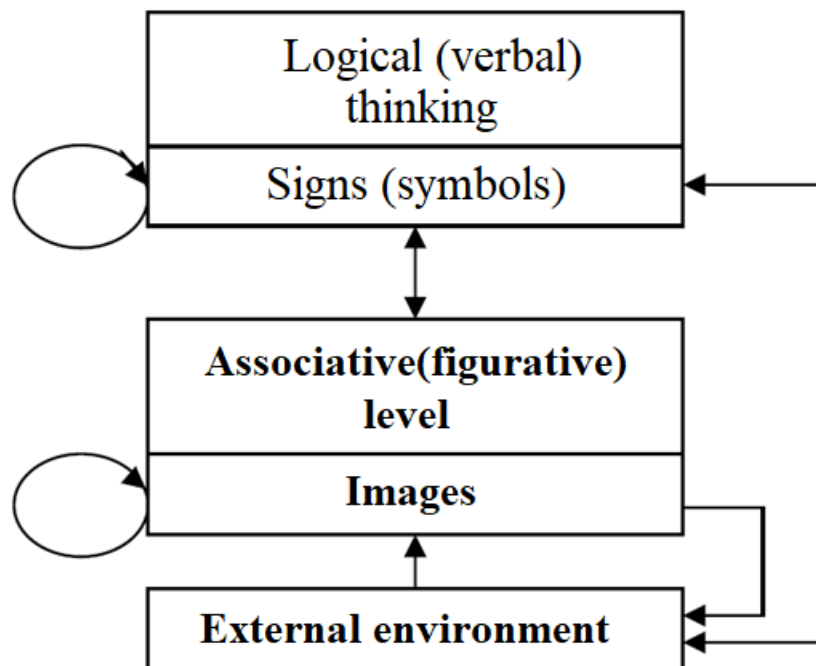 Logical (verbal)
thinking
Signs (symbols)
Associative(figurative)
level
Images
External environment